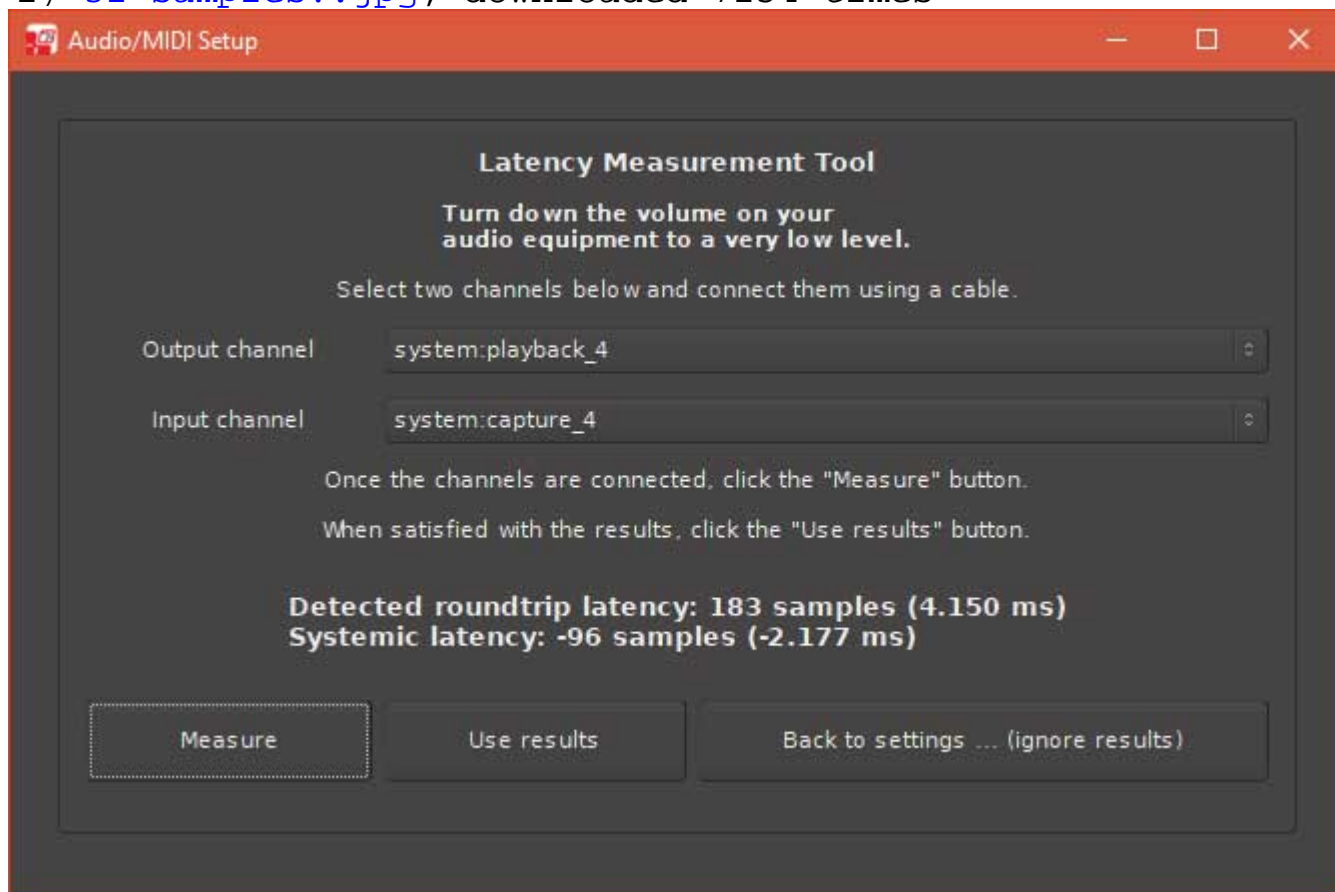 Audio/MIDI Setup
Latency Measurement Tool
Turn down the volume on your
audio equipment to a very low level.
Select two channels below and connect them using a cable.
Output channel system:playback_4
Input channel system:capture_4
Once the channels are connected, click the "Measure" button.
When satisfied with the results, click the "Use results" button.
Detected roundtrip latency: 183 samples (4.150 ms)
Systemic latency: -96 samples (-2.177 ms)
Measure Use results Back to settings ... (ignore results)